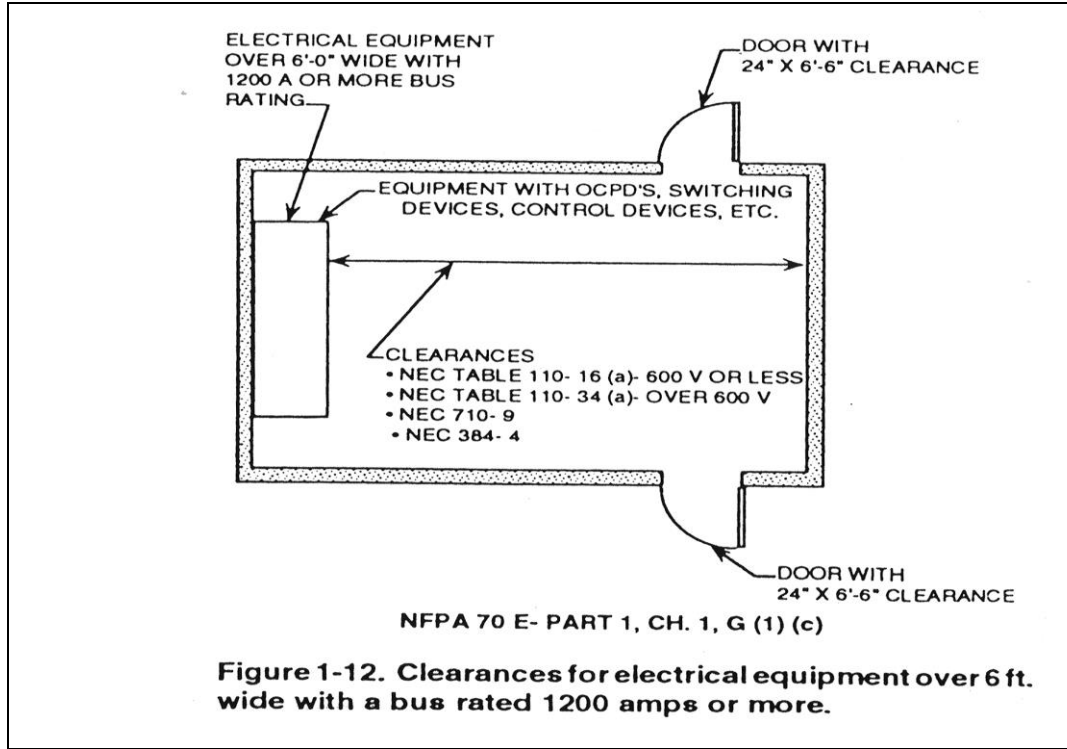 ELECTRICAL EQUIPMENT
OVER 6'-0" WIDE WITH
1200 A OR MORE BUS
RATING
DOOR WITH
24" X 6'-6" CLEARANCE
EQUIPMENT WITH OCPD'S, SWITCHING
DEVICES, CONTROL DEVICES, ETC.
CLEARANCES
• NEC TABLE 110- 16 (a)- 600 V OR LESS
• NEC TABLE 110- 34 (a)- OVER 600 V
• NEC 710- 9
• NEC 384- 4
DOOR WITH
24" X 6'-6" CLEARANCE
NFPA 70 E- PART 1, CH. 1, G (1) (c)
Figure 1-12. Clearances for electrical equipment over 6 ft.
wide with a bus rated 1200 amps or more.